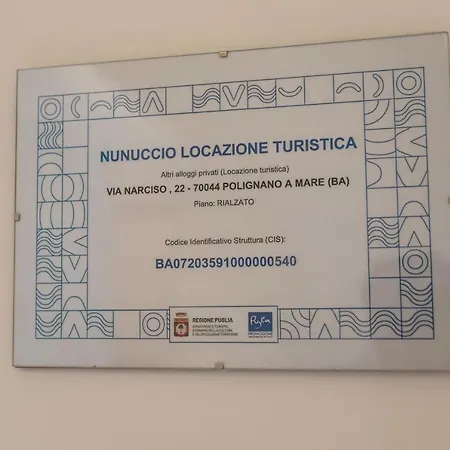 NUNUCCIO LOCAZIONE TURISTICA
Altri alloggi privati (Locazione turistica)
VIA NARCISO , 22 - 70044 POLIGNANO A MARE (BA)
Piano: RIALZATO
Codice Identificativo Struttura (CIS):
BA07203591000000540
REGIONE PUGLIA